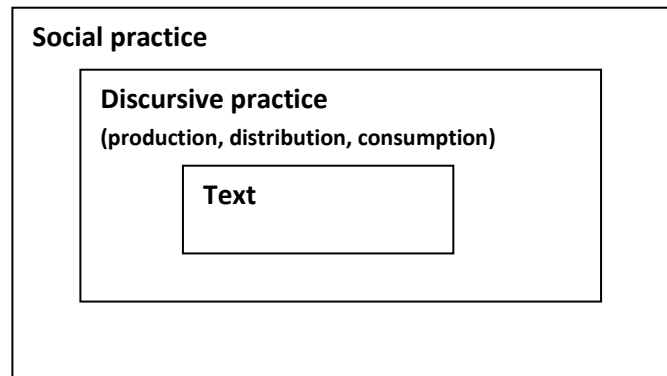 Social practice
Discursive practice
(production, distribution, consumption)
Text